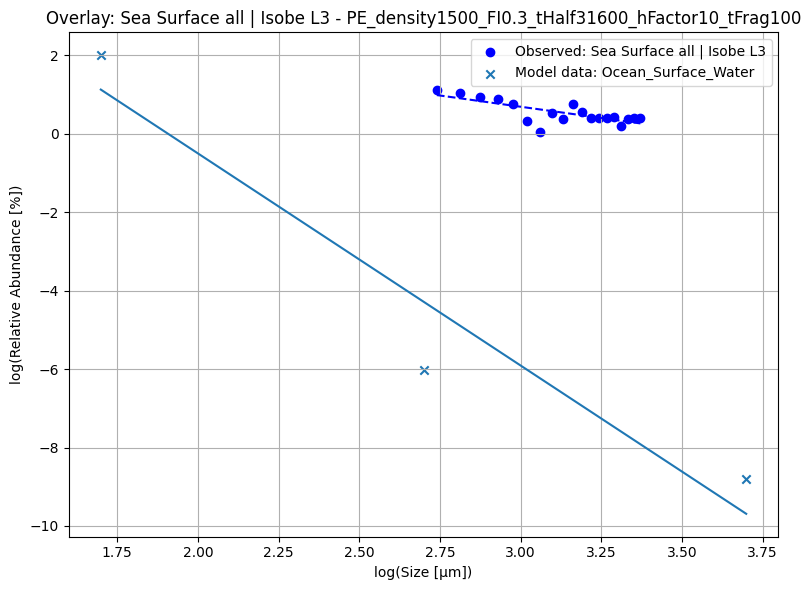 Overlay: Sea Surface all | Isobe L3 - PE_density1500_FI0.3_tHalf31600_hFactor10_tFrag100
Observed: Sea Surface all | Isobe L3
Model data: Ocean_Surface_Water
log(Relative Abundance [%])
2
0
−2
−4
−6
−8
−10
1.75 2.00 2.25 2.50 2.75 3.00 3.25 3.50 3.75
log(Size [μm])